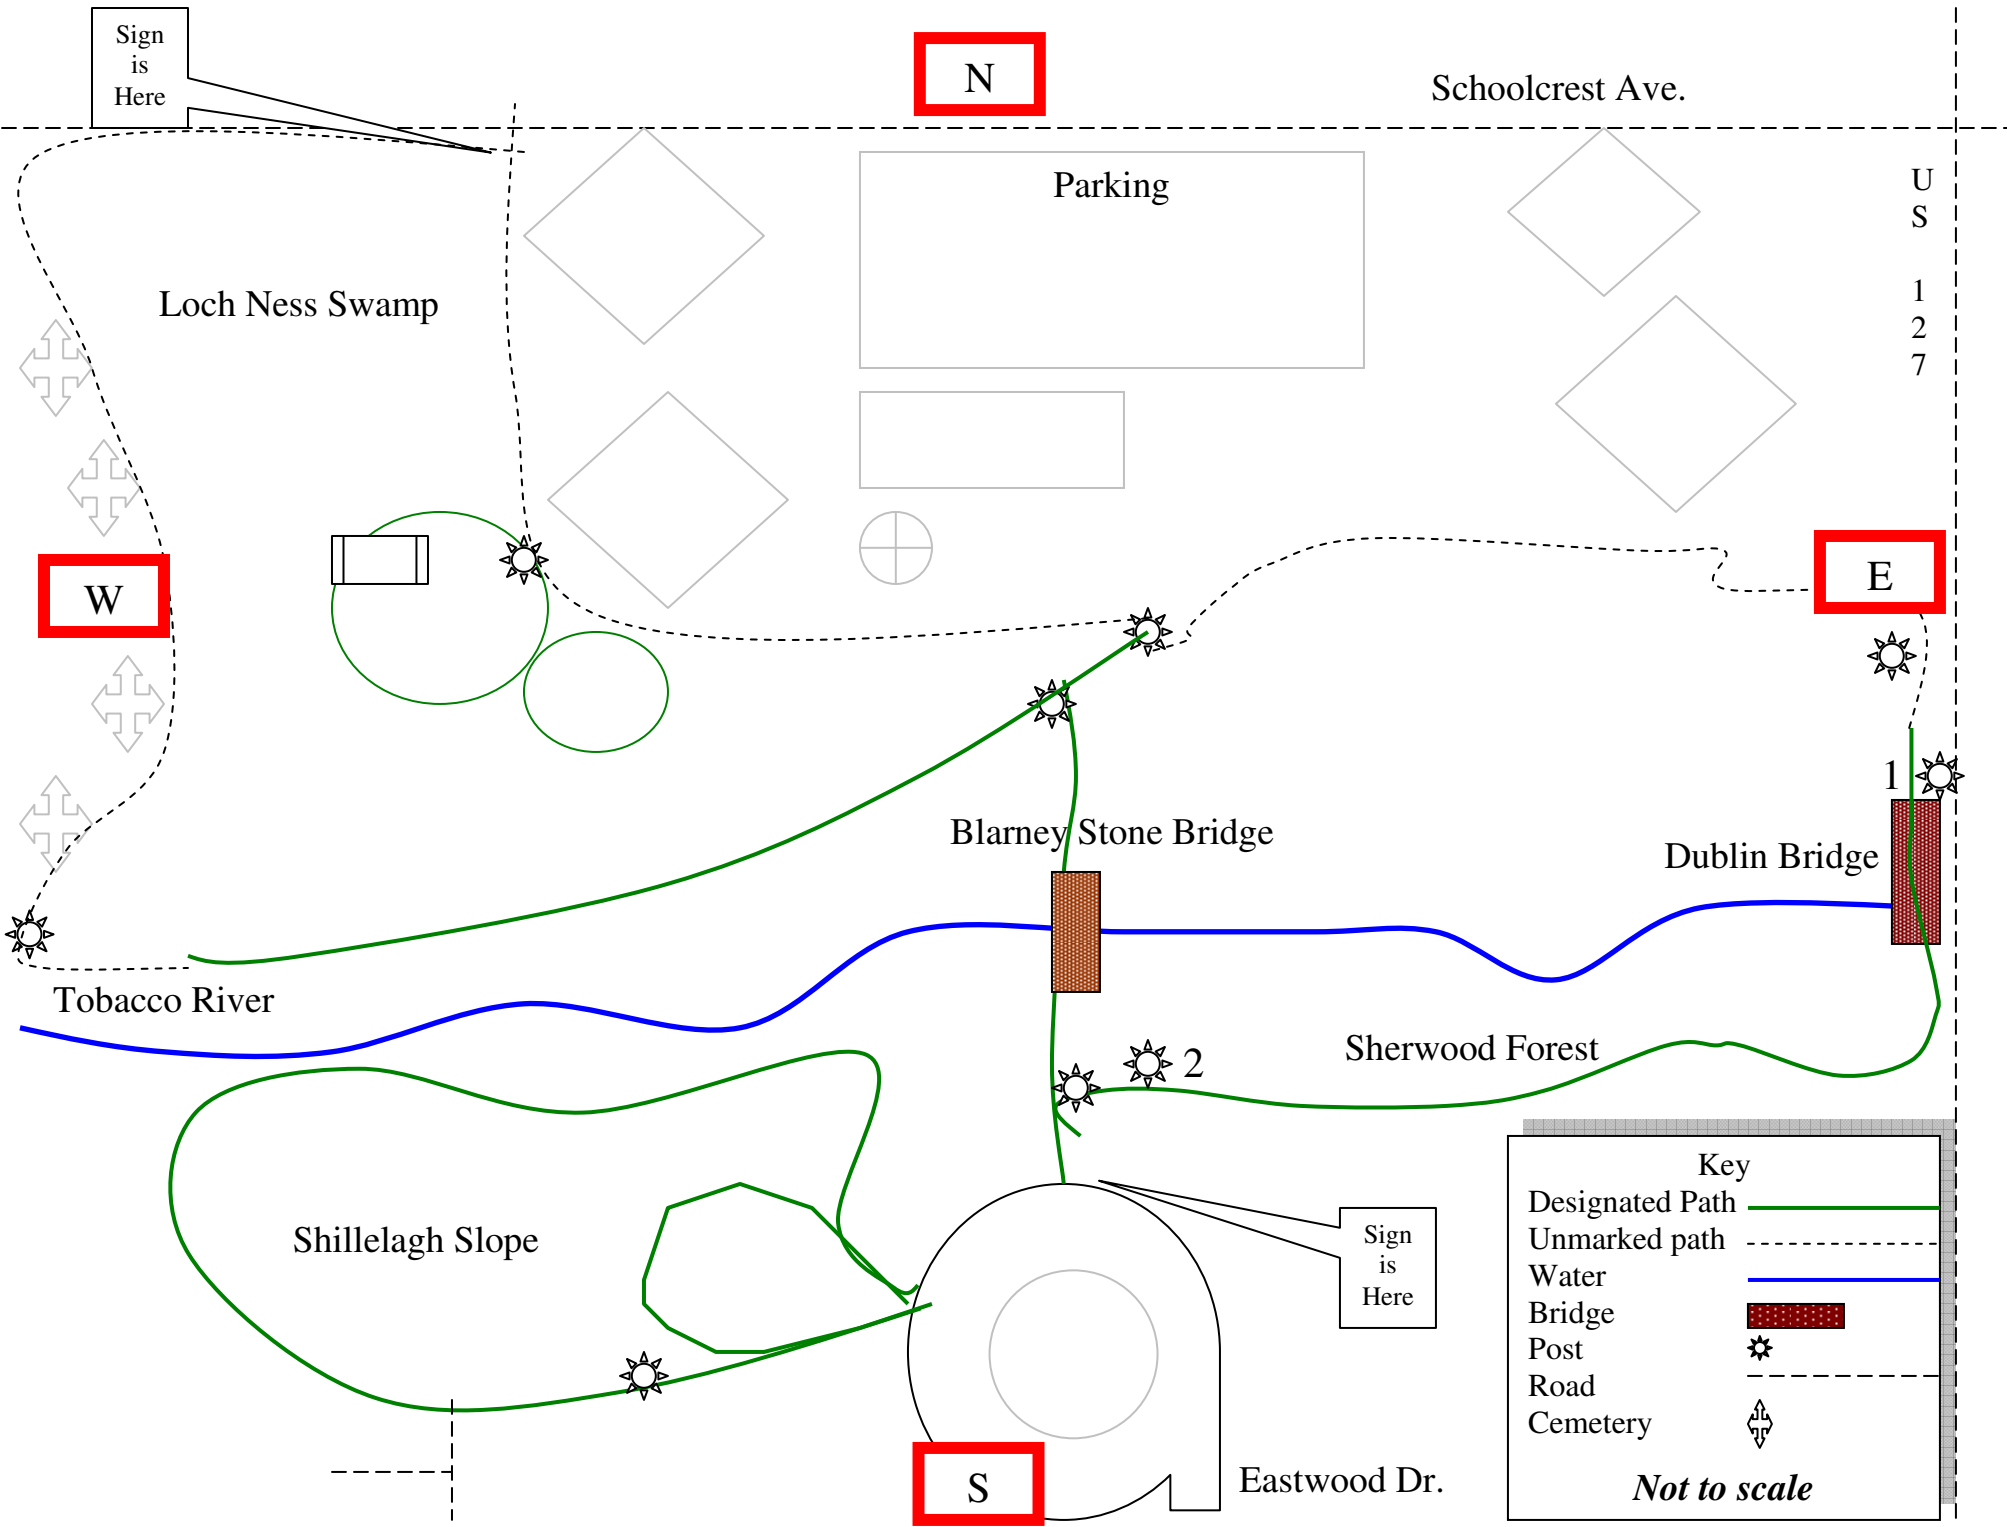 Sign
is
Here
N
Schoolcrest Ave.
Parking
U
S
1
2
7
Loch Ness Swamp
W
E
1
Blarney Stone Bridge
Dublin Bridge
Tobacco River
Sherwood Forest
2
Shillelagh Slope
Sign
is
Here
Key
Designated Path
Unmarked path
Water
Bridge
Post
Road
Cemetery
Not to scale
S
Eastwood Dr.